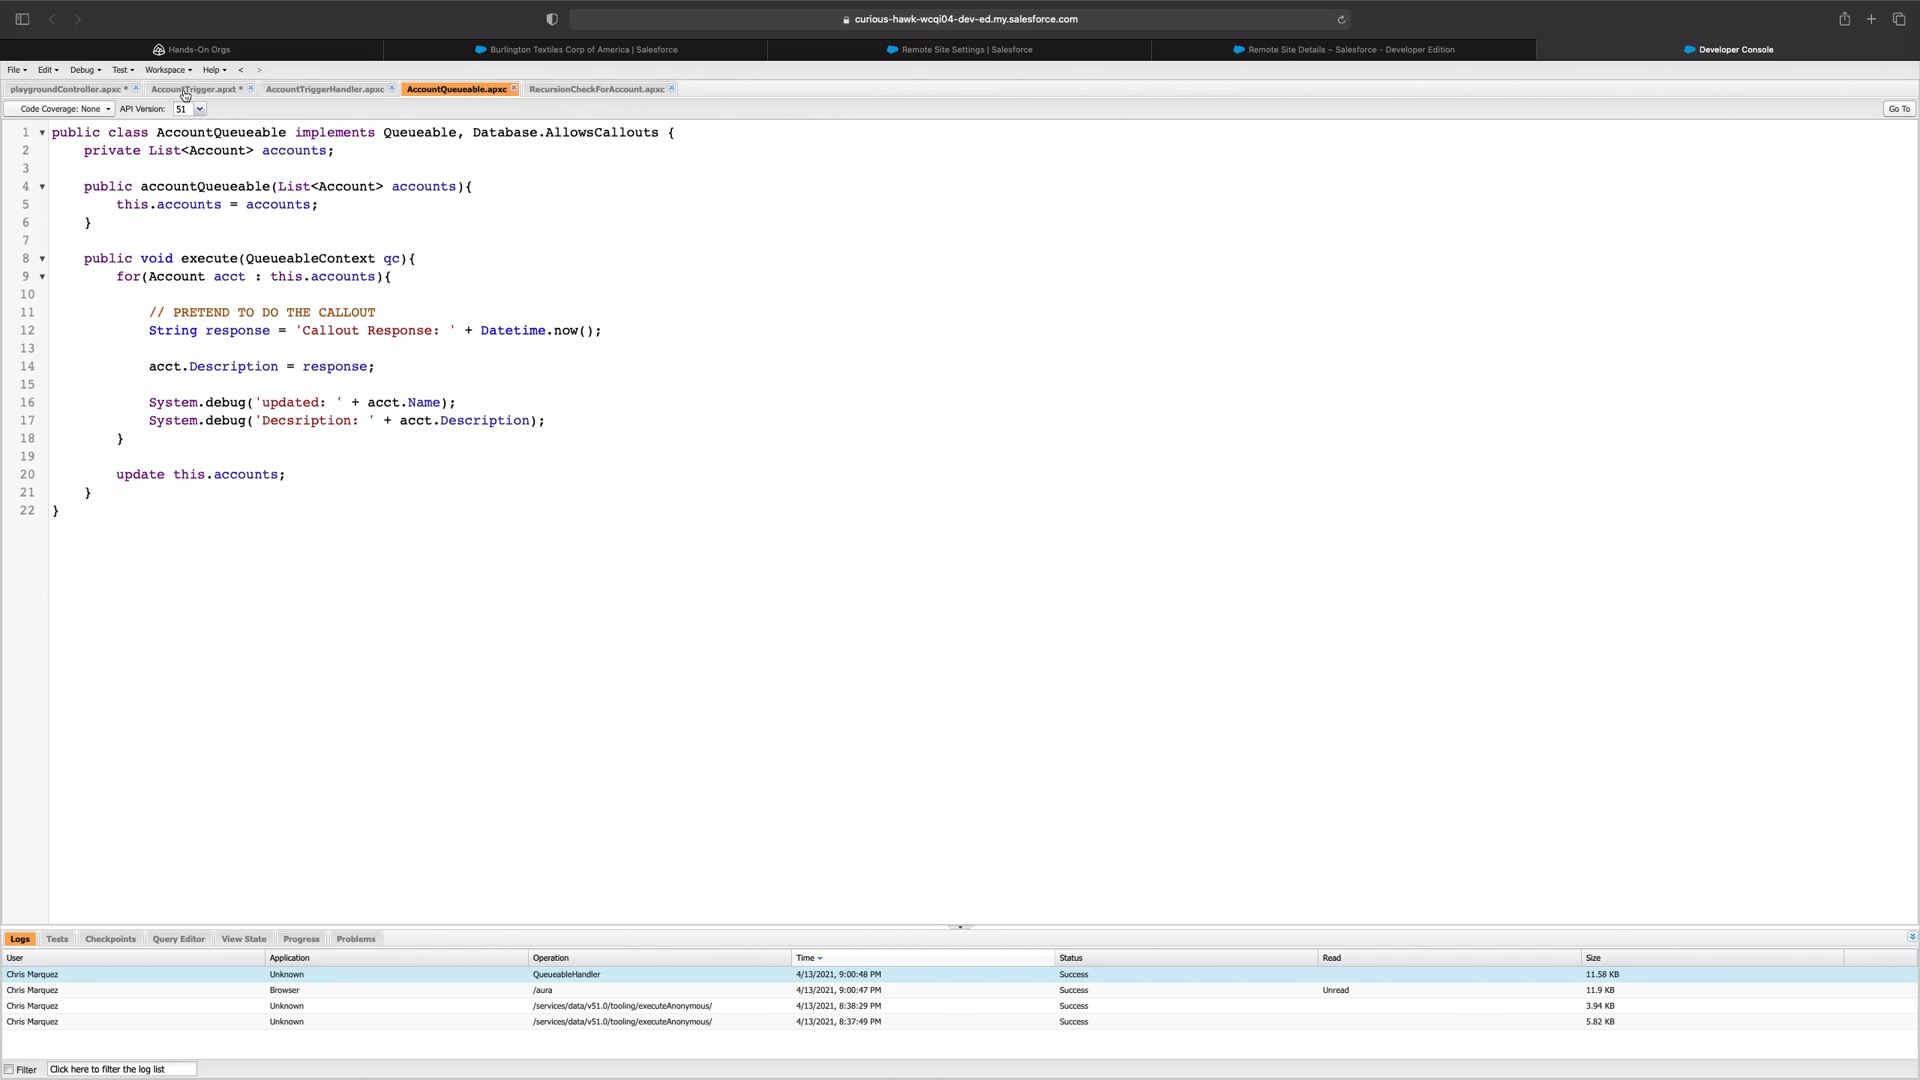 curious-hawk-wcqi04-dev-ed.my.salesforce.com
Hands-On Orgs
Burlington Textiles Corp of America | Salesforce
Remote Site Settings | Salesforce
Remote Site Details ~ Salesforce - Developer Edition
Developer Console
File Edit Debug Test Workspace Help < >
playgroundController.apxc * AccountTrigger.apxt * AccountTriggerHandler.apxc AccountQueueable.apxc RecursionCheckForAccount.apxc
Code Coverage: None API Version: 51 Go To
1 public class AccountQueueable implements Queueable, Database.AllowsCallouts {
2 private List<Account> accounts;
3
4 public accountQueueable(List<Account> accounts){
5 this.accounts = accounts;
6 }
7
8 public void execute(QueueableContext qc){
9 for(Account acct : this.accounts){
10
11 // PRETEND TO DO THE CALLOUT
12 String response = 'Callout Response: ' + Datetime.now();
13
14 acct.Description = response;
15
16 System.debug('updated: ' + acct.Name);
17 System.debug('Decsription: ' + acct.Description);
18 }
19
20 update this.accounts;
21 }
22 }
Logs Tests Checkpoints Query Editor View State Progress Problems
User Application Operation Time Status Read Size
Chris Marquez Unknown QueueableHandler 4/13/2021, 9:00:48 PM Success 11.58 KB
Chris Marquez Browser /aura 4/13/2021, 9:00:47 PM Success Unread 11.9 KB
Chris Marquez Unknown /services/data/v51.0/tooling/executeAnonymous/ 4/13/2021, 8:38:29 PM Success 3.94 KB
Chris Marquez Unknown /services/data/v51.0/tooling/executeAnonymous/ 4/13/2021, 8:37:49 PM Success 5.82 KB
Filter Click here to filter the log list